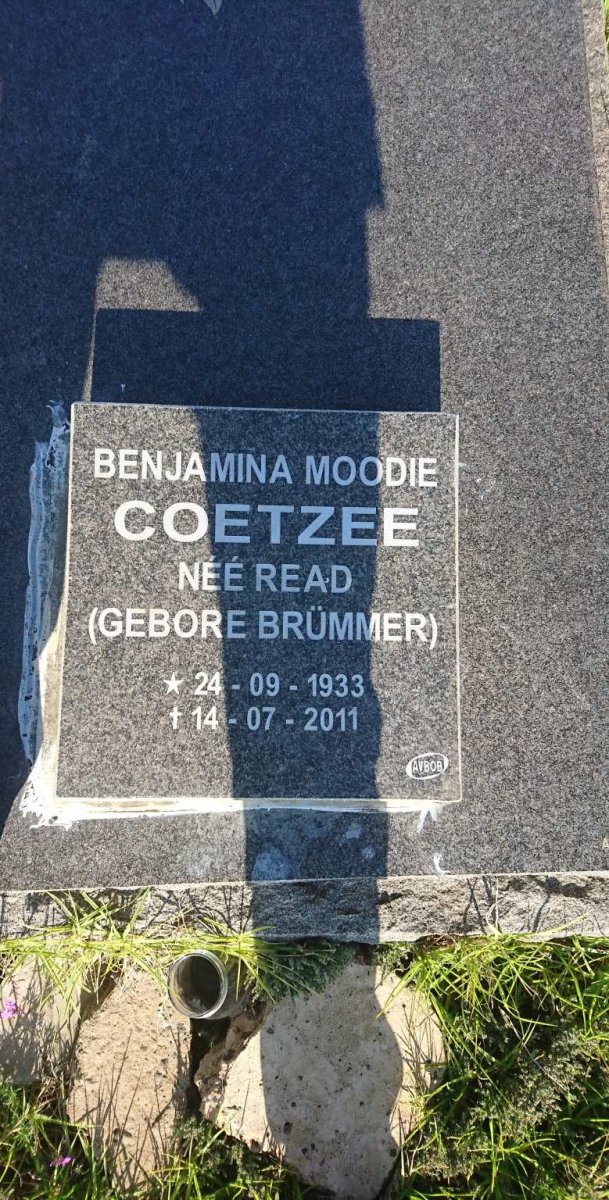 BENJAMINA MOODIE
COETZEE
NÉÉ READ
(GEBORE BRÜMMER)
★ 24 - 09 - 1933
† 14 - 07 - 2011
AVBOB